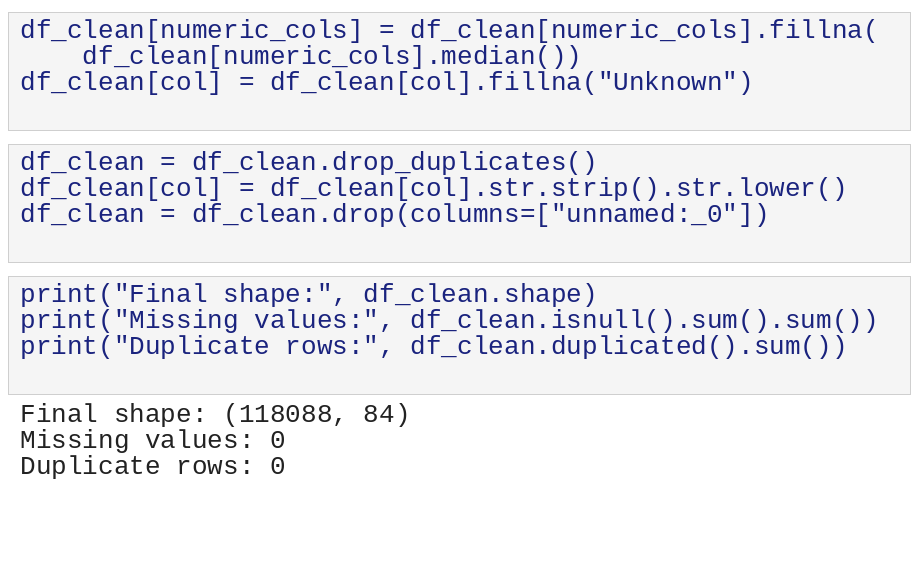 df_clean[numeric_cols] = df_clean[numeric_cols].fillna(
    df_clean[numeric_cols].median())
df_clean[col] = df_clean[col].fillna("Unknown")
df_clean = df_clean.drop_duplicates()
df_clean[col] = df_clean[col].str.strip().str.lower()
df_clean = df_clean.drop(columns=["unnamed:_0"])
print("Final shape:", df_clean.shape)
print("Missing values:", df_clean.isnull().sum().sum())
print("Duplicate rows:", df_clean.duplicated().sum())
Final shape: (118088, 84)
Missing values: 0
Duplicate rows: 0